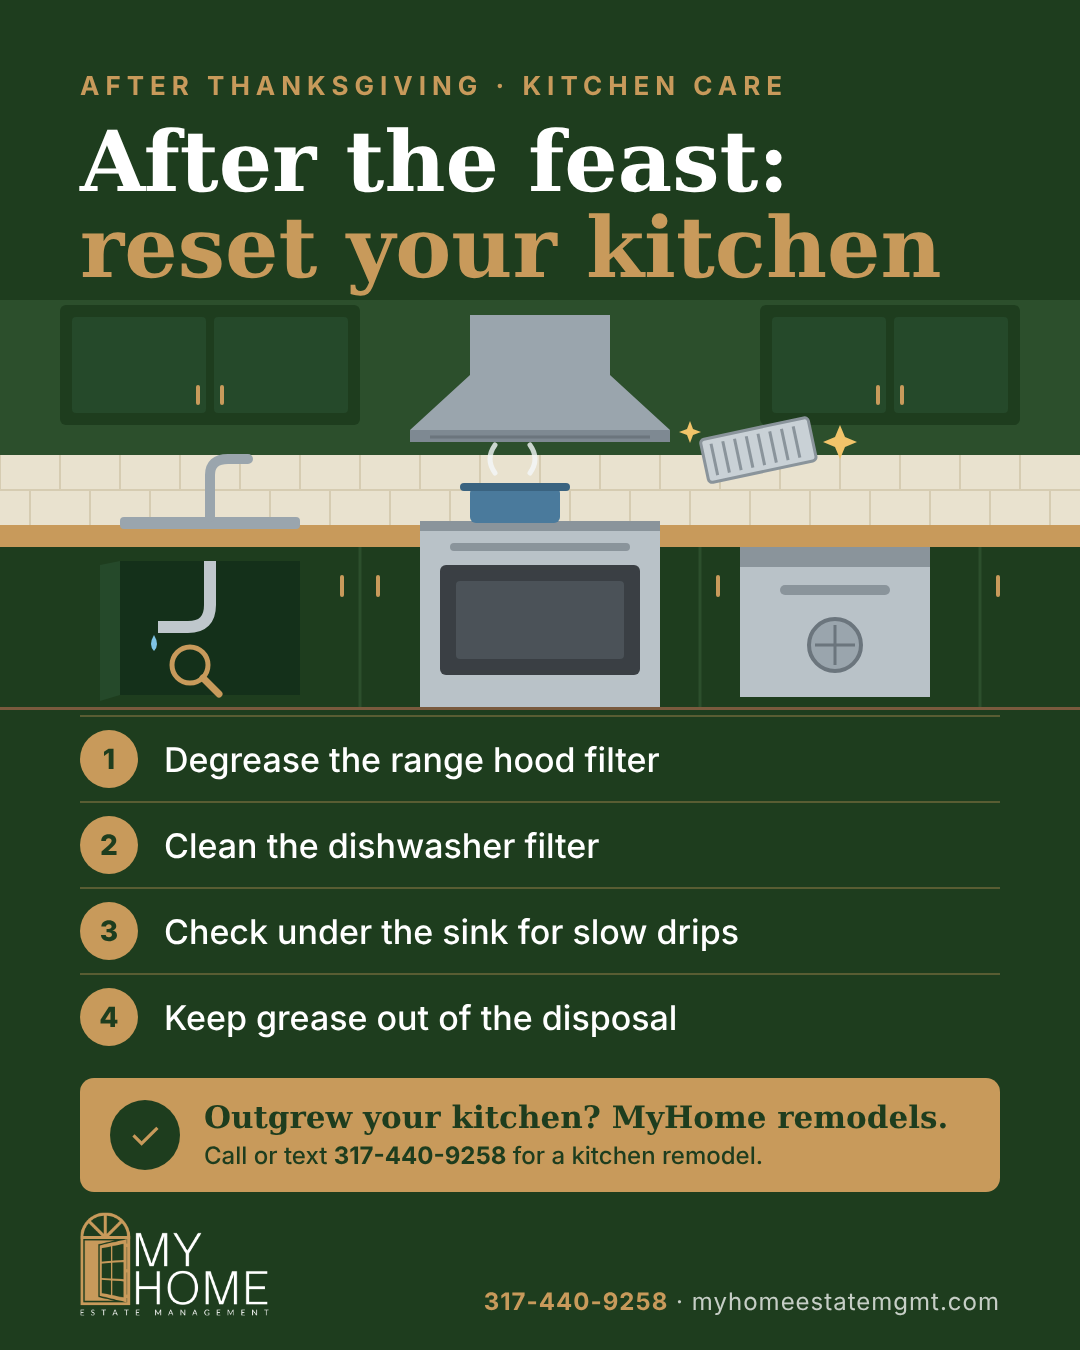 AFTER THANKSGIVING · KITCHEN CARE
After the feast:
reset your kitchen
1 Degrease the range hood filter
2 Clean the dishwasher filter
3 Check under the sink for slow drips
4 Keep grease out of the disposal
Outgrew your kitchen? MyHome remodels.
Call or text 317-440-9258 for a kitchen remodel.
MY
HOME
ESTATE MANAGEMENT
317-440-9258 · myhomeestatemgmt.com